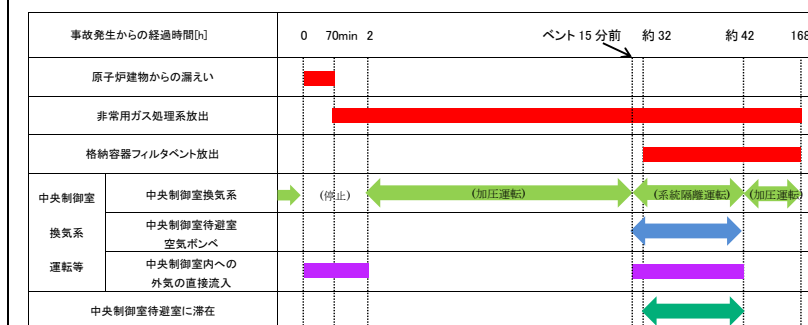 事故発生からの経過時間[h] 0 70min 2 ベント 15 分前 約 32 約 42 168
原子炉建物からの漏えい
非常用ガス処理系放出
格納容器フィルタベント放出
中央制御室
換気系
運転等
中央制御室換気系 (停止) (加圧運転) (系統隔離運転) (加圧運転)
中央制御室待避室
空気ボンベ
中央制御室内への
外気の直接流入
中央制御室待避室に滞在